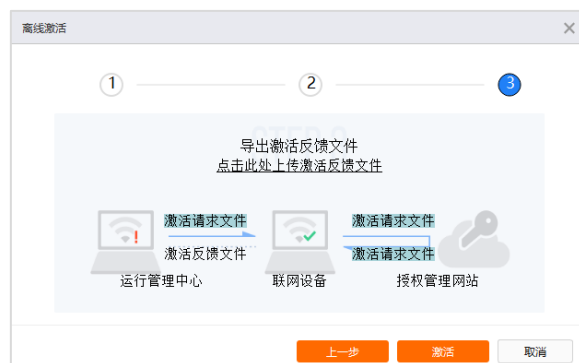 离线激活
1 2 3
导出激活反馈文件
点击此处上传激活反馈文件
激活请求文件 激活请求文件
激活反馈文件 激活请求文件
运行管理中心 联网设备 授权管理网站
上一步 激活 取消